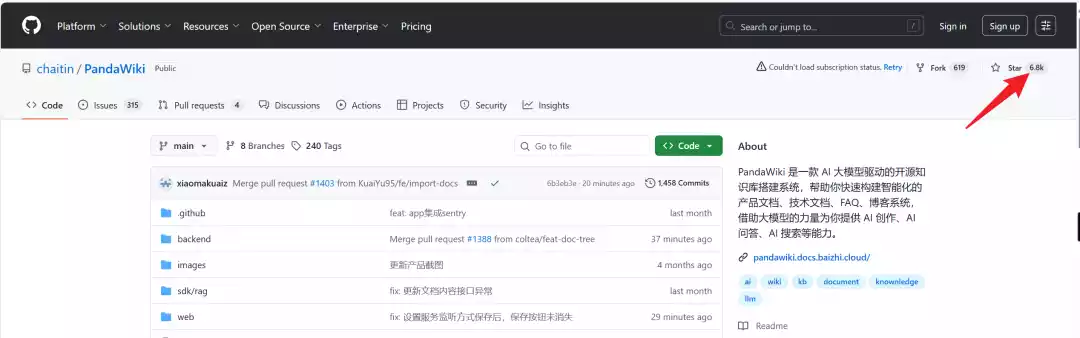 Platform Solutions Resources Open Source Enterprise Pricing Search or jump to... / Sign in Sign up
chaitin / PandaWiki Public Couldn't load subscription status. Retry Fork 619 Star 6.8k
Code Issues 315 Pull requests 4 Discussions Actions Projects Security Insights
main 8 Branches 240 Tags Go to file Code
About
xiaomakuaiz Merge pull request #1403 from KuaiYu95/fe/import-docs 6b3eb3e · 20 minutes ago 1,458 Commits
.github feat: app集成sentry last month
backend Merge pull request #1388 from coltea/feat-doc-tree 37 minutes ago
images 更新产品截图 4 months ago
sdk/rag fix: 更新文档内容接口异常 last month
web fix: 设置服务监听方式保存后，保存按钮未消失 29 minutes ago
PandaWiki 是一款 AI 大模型驱动的开源知
识库搭建系统，帮助你快速构建智能化的
产品文档、技术文档、FAQ、博客系统，
借助大模型的力量为你提供 AI 创作、AI
问答、AI 搜索等能力。
pandawiki.docs.baizhi.cloud/
ai wiki kb document knownledge
llm
Readme